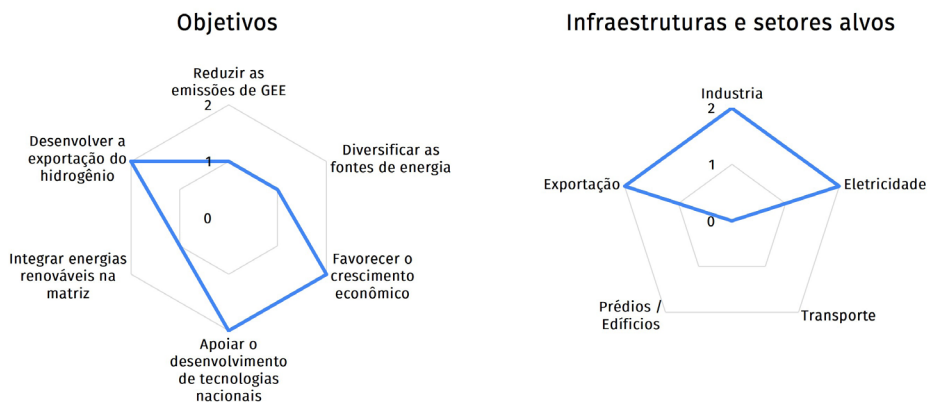 Objetivos
Reduzir as
emissões de GEE
2
Desenvolver a
exportação do
hidrogênio
1
Diversificar as
fontes de energia
0
Integrar energias
renováveis na
matriz
Favorecer o
crescimento
econômico
Apoiar o
desenvolvimento
de tecnologias
nacionais
Infraestruturas e setores alvos
Industria
2
1
Exportação
Eletricidade
0
Prédios /
Edíficios
Transporte